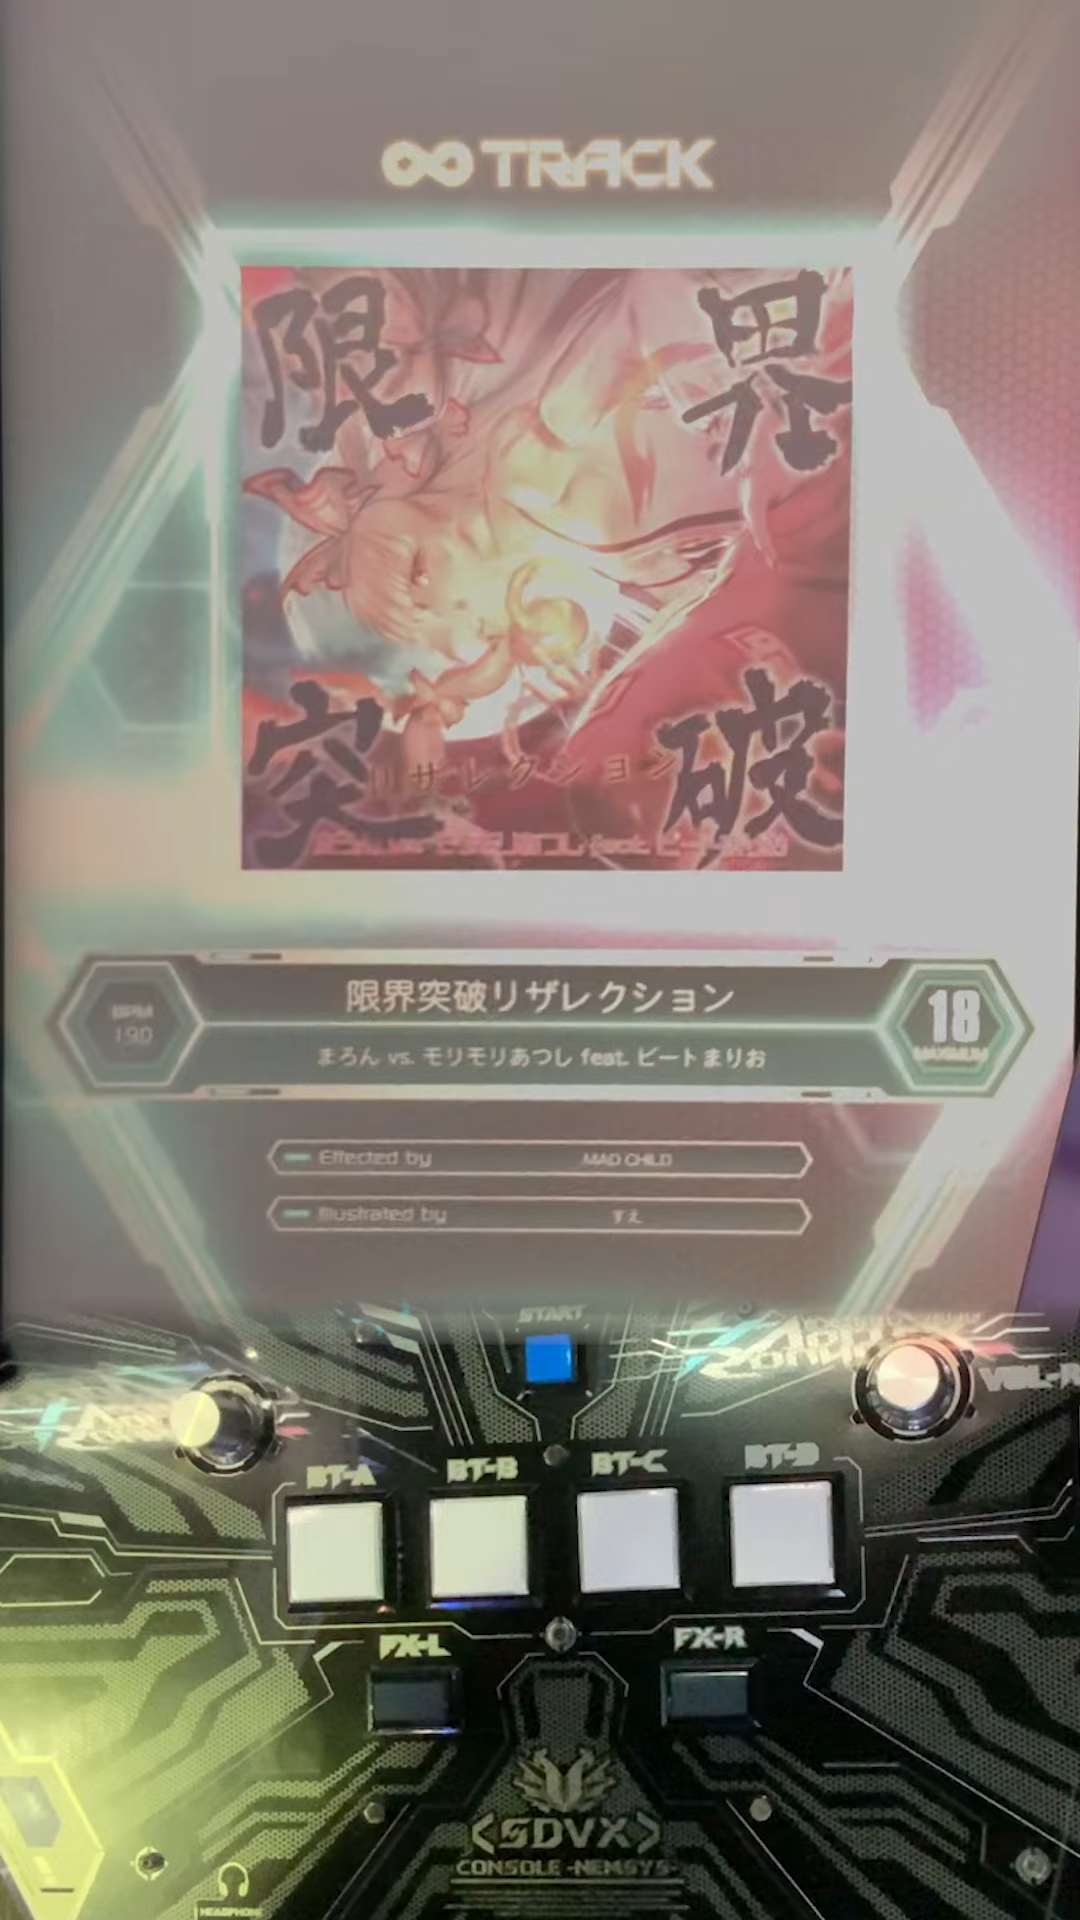 ∞ TRACK
限界
突破
リザレクション
限界突破リザレクション
BPM
190
18
MAXIMUM
まろん vs. モリモリあつし feat. ビートまりお
Effected by MAD CHILD
Illustrated by すえ
START
VOL-R
BT-A BT-B BT-C BT-D
FX-L FX-R
SDVX
CONSOLE -NEMSYS-
HEADPHONE